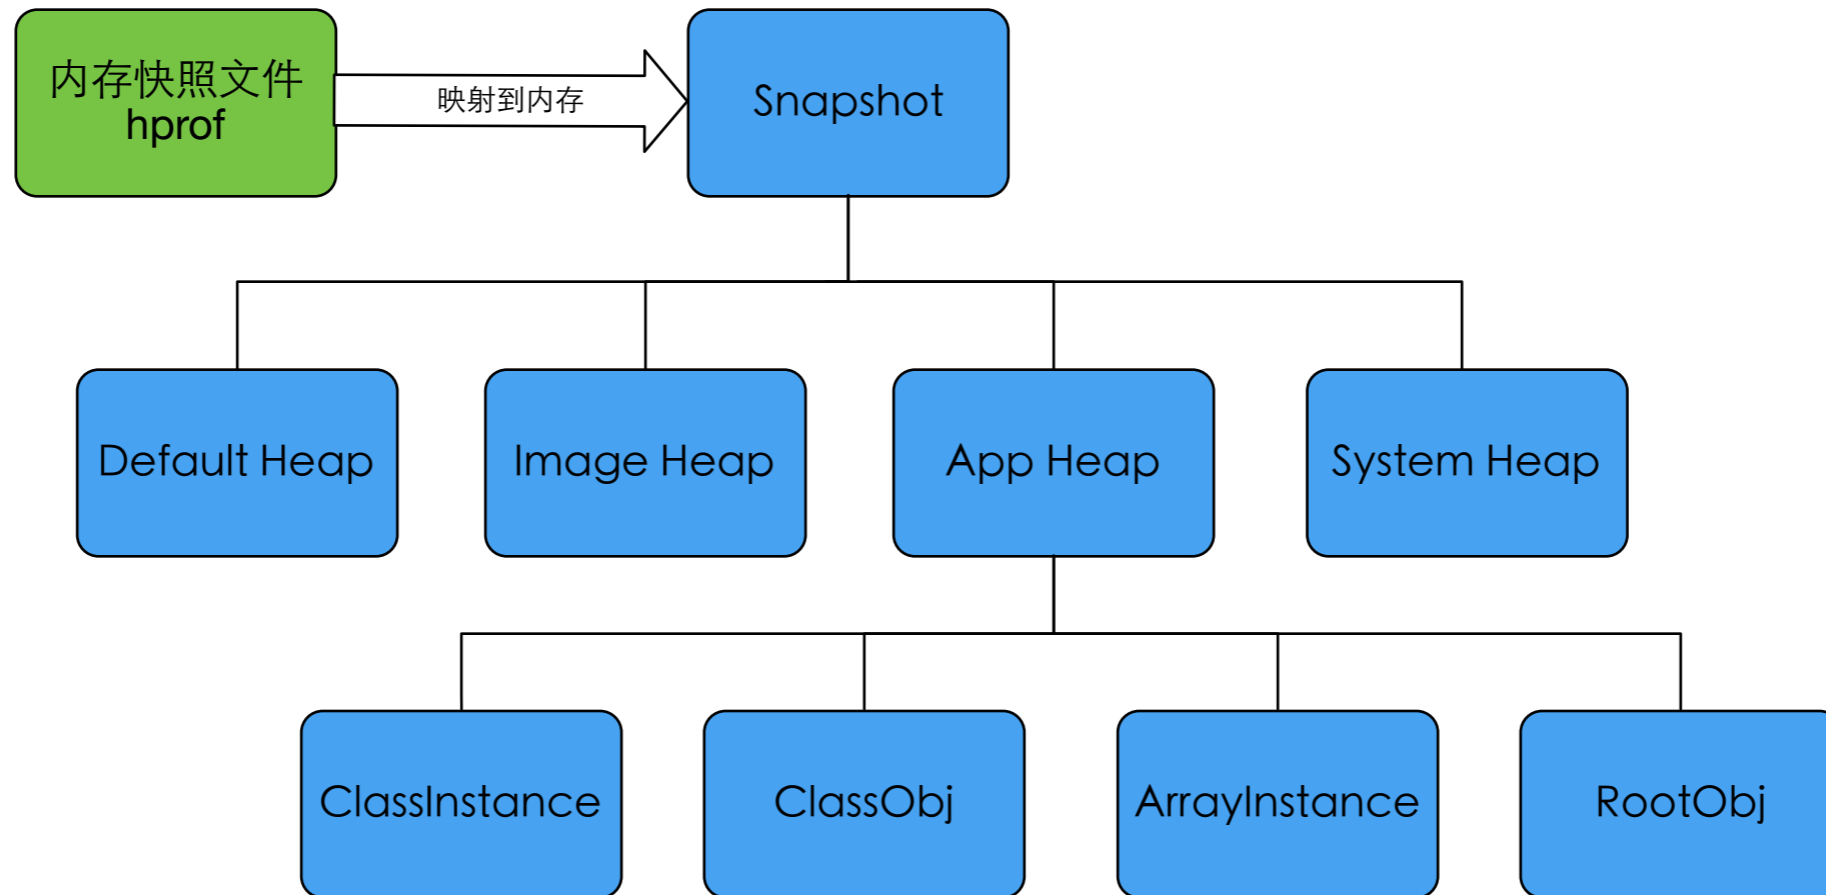 内存快照文件
hprof
映射到内存
Snapshot
Default Heap
Image Heap
App Heap
System Heap
ClassInstance
ClassObj
ArrayInstance
RootObj